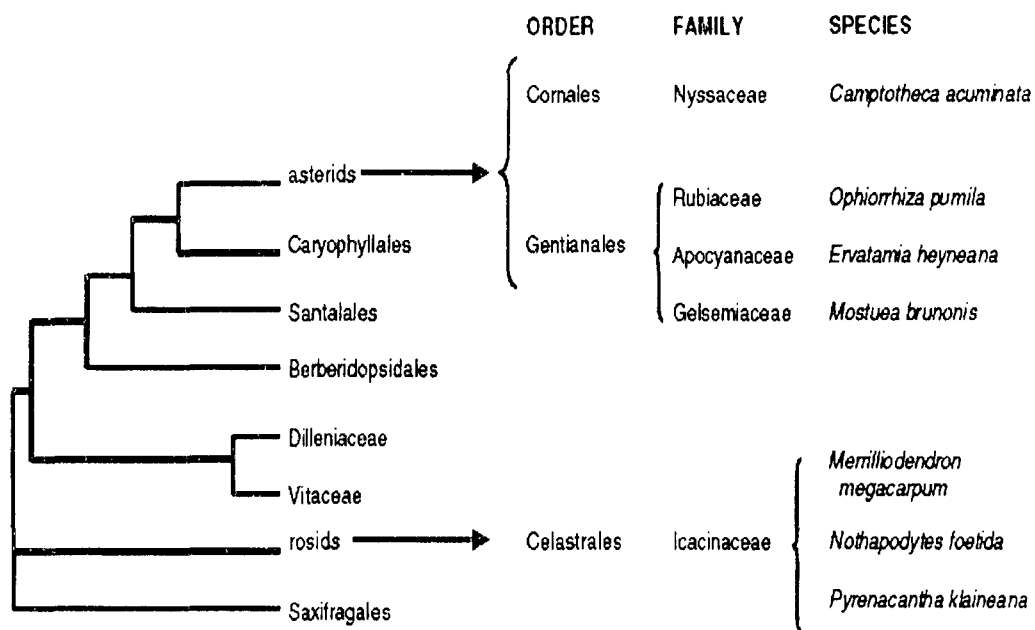 ORDER FAMILY SPECIES
Cornales Nyssaceae Camptotheca acuminata
asterids
Rubiaceae Ophiorrhiza pumila
Caryophyllales Gentianales Apocyanaceae Ervatamia heyneana
Santalales Gelsemiaceae Mostuea brunonis
Berberidopsidales
Dilleniaceae
Merrilliodendron
megacarpum
Vitaceae
rosids Celastrales Icacinaceae Nothapodytes foetida
Saxifragales Pyrenacantha klaineana